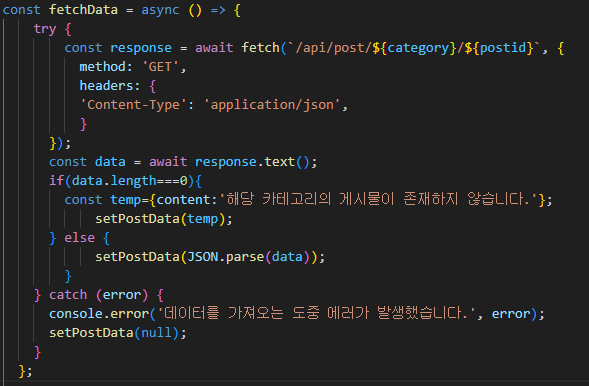 const fetchData = async () => {
try {
const response = await fetch(`/api/post/${category}/${postid}`, {
method: 'GET',
headers: {
'Content-Type': 'application/json',
}
});
const data = await response.text();
if(data.length===0){
const temp={content:'해당 카테고리의 게시물이 존재하지 않습니다.'};
setPostData(temp);
} else {
setPostData(JSON.parse(data));
}
} catch (error) {
console.error('데이터를 가져오는 도중 에러가 발생했습니다.', error);
setPostData(null);
}
};